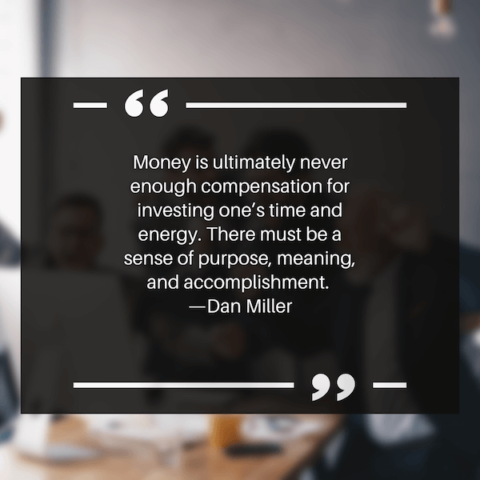 Money is ultimately never
enough compensation for
investing one's time and
energy. There must be a
sense of purpose, meaning,
and accomplishment.
—Dan Miller